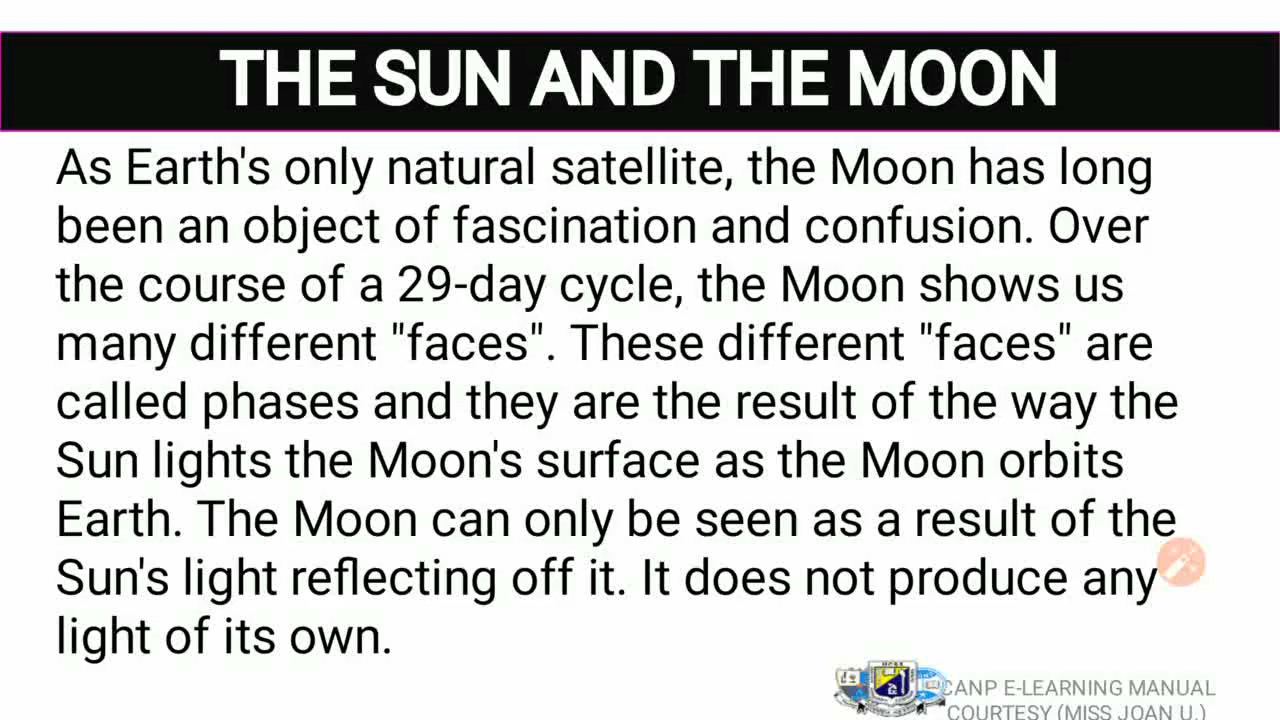 THE SUN AND THE MOON
As Earth's only natural satellite, the Moon has long
been an object of fascination and confusion. Over
the course of a 29-day cycle, the Moon shows us
many different "faces". These different "faces" are
called phases and they are the result of the way the
Sun lights the Moon's surface as the Moon orbits
Earth. The Moon can only be seen as a result of the
Sun's light reflecting off it. It does not produce any
light of its own.
CANP E-LEARNING MANUAL
COURTESY (MISS JOAN U.)